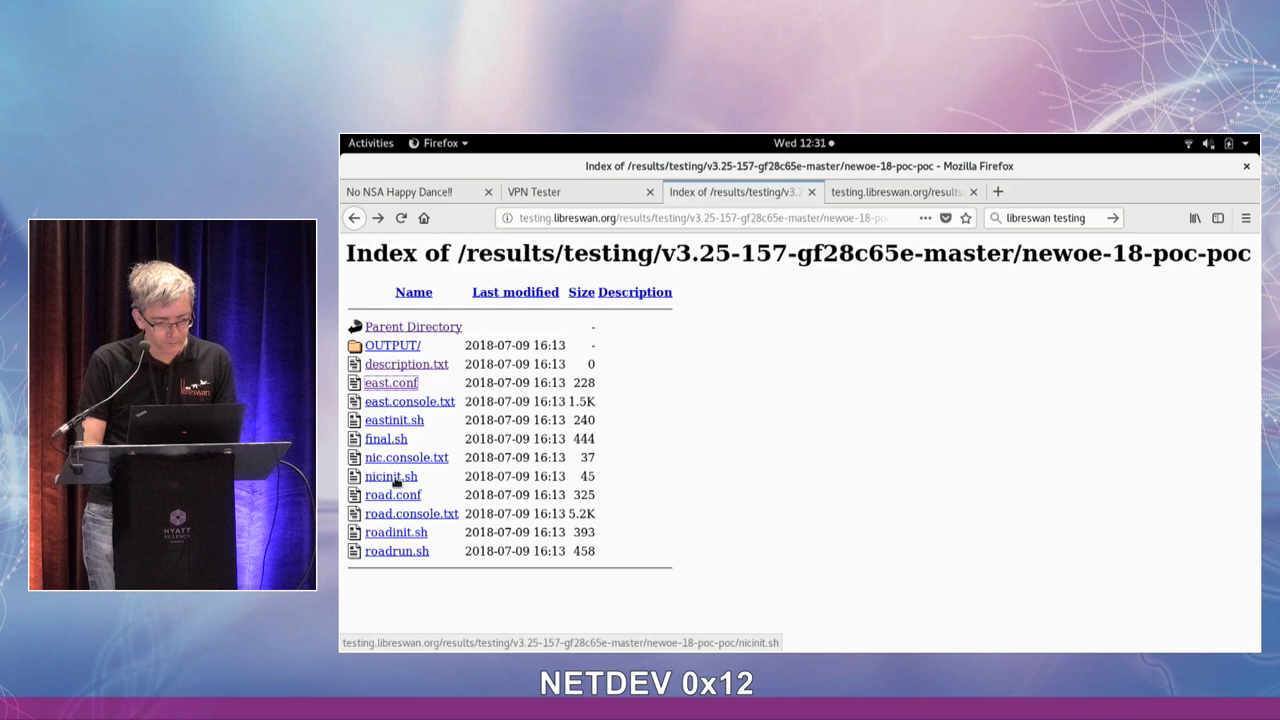 Activities Firefox Wed 12:31
Index of /results/testing/v3.25-157-gf28c65e-master/newoe-18-poc-poc - Mozilla Firefox
No NSA Happy Dance!! VPN Tester Index of /results/testing/v3.2 testing.libreswan.org/results
testing.libreswan.org/results/testing/v3.25-157-gf28c65e-master/newoe-18-poc-po libreswan testing
Index of /results/testing/v3.25-157-gf28c65e-master/newoe-18-poc-poc
Name Last modified Size Description
Parent Directory -
OUTPUT/ 2018-07-09 16:13 -
description.txt 2018-07-09 16:13 0
east.conf 2018-07-09 16:13 228
east.console.txt 2018-07-09 16:13 1.5K
eastinit.sh 2018-07-09 16:13 240
final.sh 2018-07-09 16:13 444
nic.console.txt 2018-07-09 16:13 37
nicinit.sh 2018-07-09 16:13 45
road.conf 2018-07-09 16:13 325
road.console.txt 2018-07-09 16:13 5.2K
roadinit.sh 2018-07-09 16:13 393
roadrun.sh 2018-07-09 16:13 458
testing.libreswan.org/results/testing/v3.25-157-gf28c65e-master/newoe-18-poc-poc/nicinit.sh
libreswan
HYATT
REGENCY
NETDEV 0x12